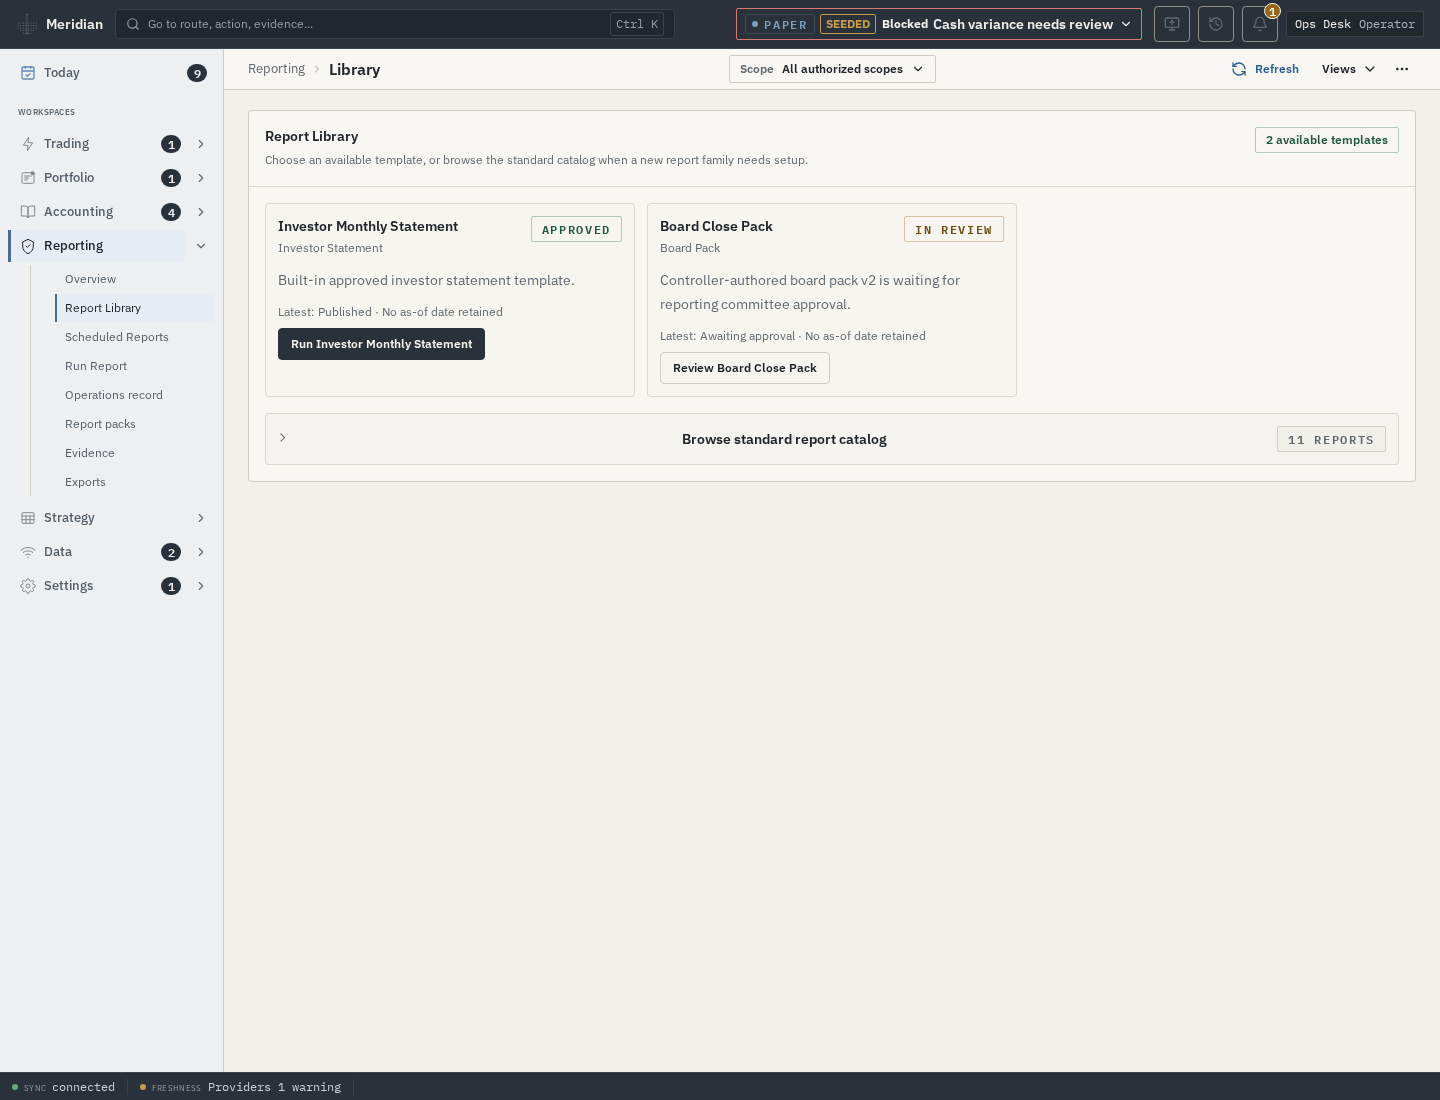 Meridian
Go to route, action, evidence...
Ctrl K
PAPER
SEEDED
Blocked Cash variance needs review
1
Ops Desk Operator
Today
9
WORKSPACES
Trading
1
Portfolio
1
Accounting
4
Reporting
Overview
Report Library
Scheduled Reports
Run Report
Operations record
Report packs
Evidence
Exports
Strategy
Data
2
Settings
1
Reporting
Library
Scope All authorized scopes
Refresh
Views
Report Library
Choose an available template, or browse the standard catalog when a new report family needs setup.
2 available templates
Investor Monthly Statement
APPROVED
Investor Statement
Built-in approved investor statement template.
Latest: Published · No as-of date retained
Run Investor Monthly Statement
Board Close Pack
IN REVIEW
Board Pack
Controller-authored board pack v2 is waiting for
reporting committee approval.
Latest: Awaiting approval · No as-of date retained
Review Board Close Pack
Browse standard report catalog
11 REPORTS
SYNC connected
FRESHNESS Providers 1 warning